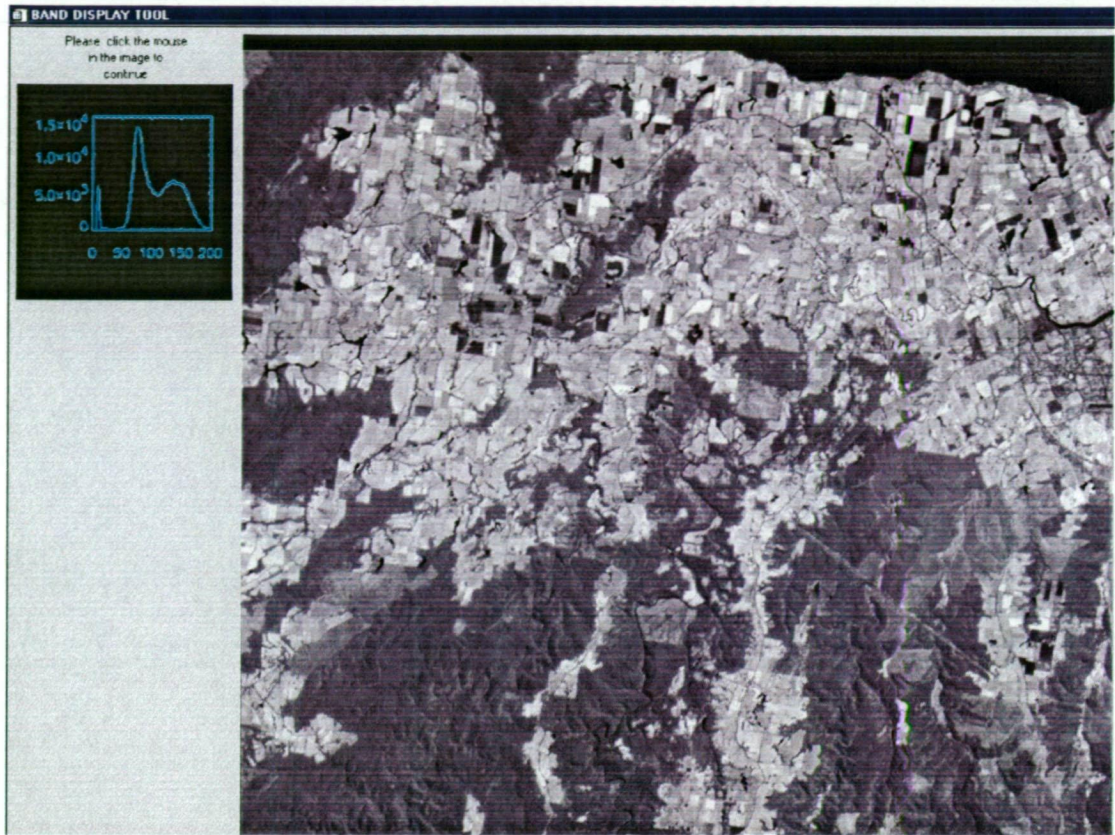 BAND DISPLAY TOOL
Please click the mouse
in the image to
continue
1.5×10⁴
1.0×10⁴
5.0×10³
0
0 50 100 150 200